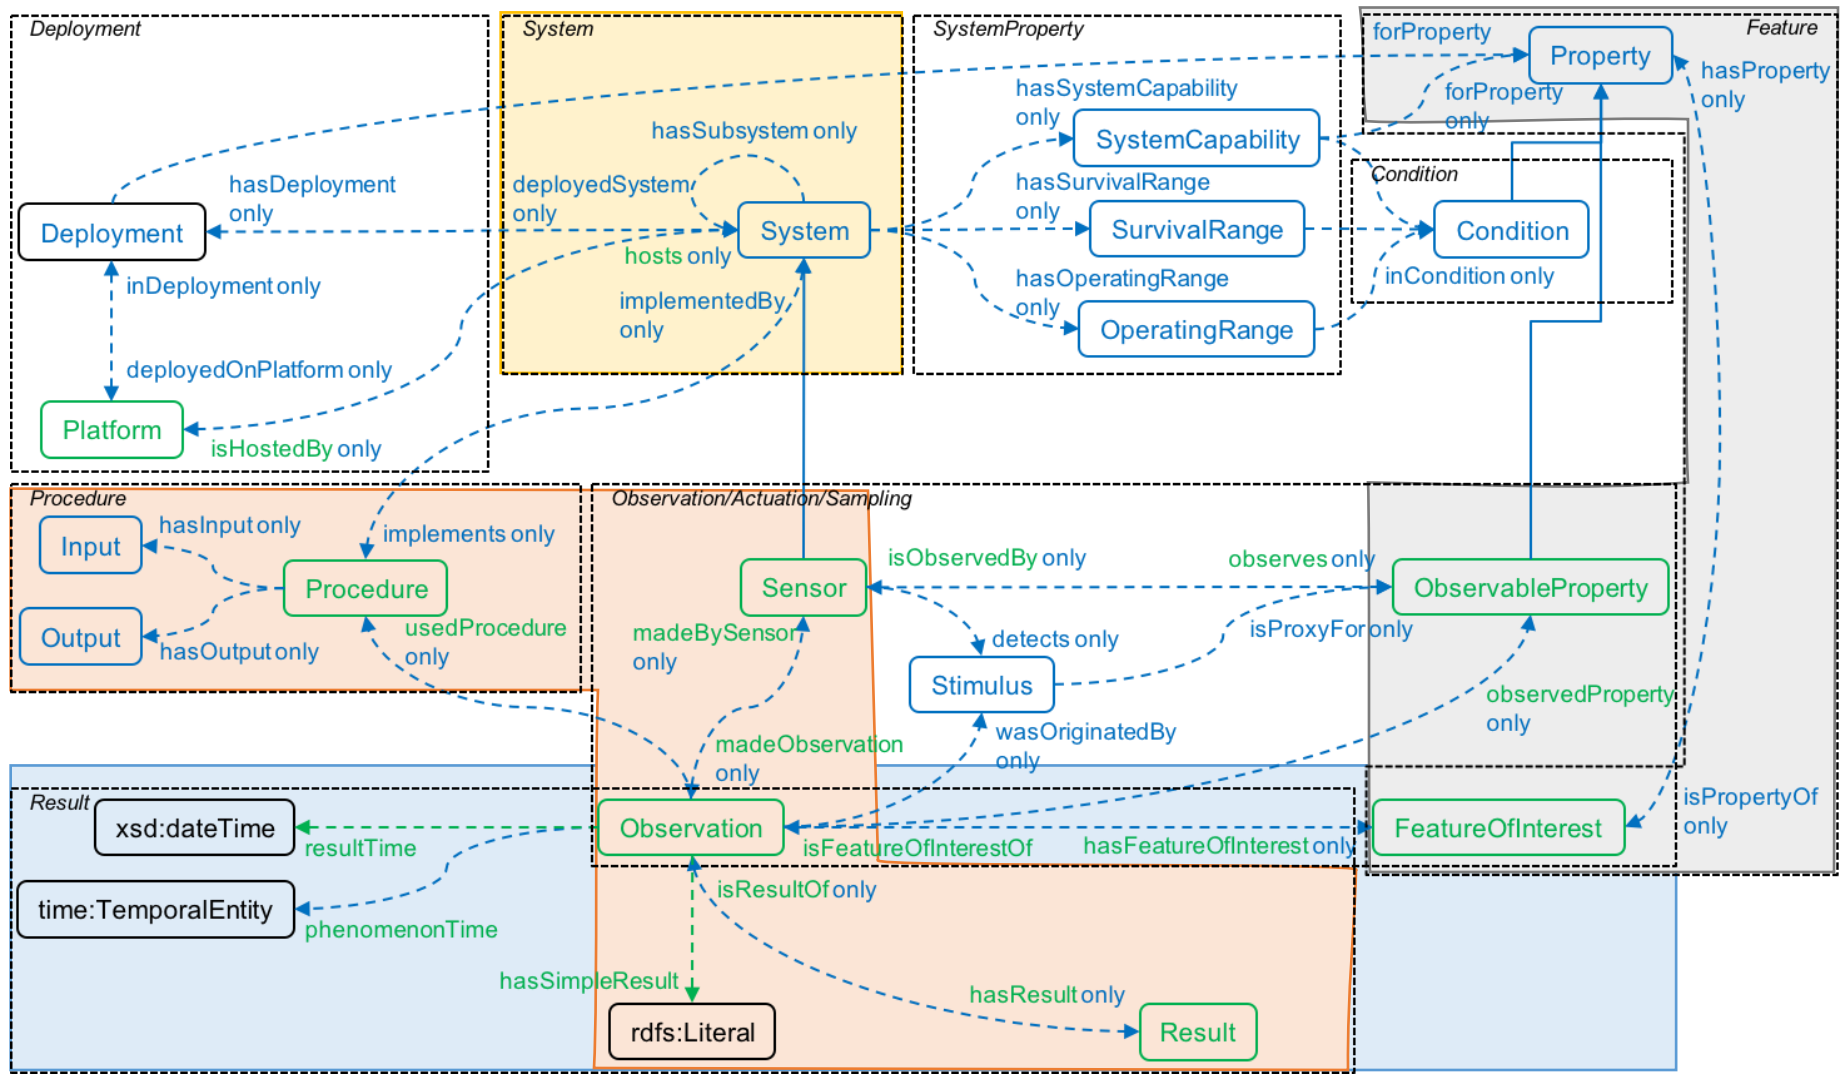 Deployment
System
SystemProperty
Feature
forProperty
Property
hasProperty
only
hasSystemCapability
only
forProperty
only
SystemCapability
hasSubsystem only
Condition
hasDeployment
only
deployedSystem
only
hasSurvivalRange
only
Deployment
System
SurvivalRange
Condition
hosts only
inDeployment only
implementedBy
only
hasOperatingRange
only
inCondition only
OperatingRange
deployedOnPlatform only
Platform
isHostedBy only
Procedure
Observation/Actuation/Sampling
hasInput only
implements only
Input
isObservedBy only
observes only
Procedure
Sensor
ObservableProperty
Output
usedProcedure
only
hasOutput only
madeBySensor
only
detects only
isProxyFor only
Stimulus
observedProperty
only
wasOriginatedBy
only
madeObservation
only
Result
xsd:dateTime
resultTime
Observation
isFeatureOfInterestOf
hasFeatureOfInterest only
FeatureOfInterest
isPropertyOf
only
time:TemporalEntity
phenomenonTime
isResultOf only
hasSimpleResult
hasResult only
rdfs:Literal
Result